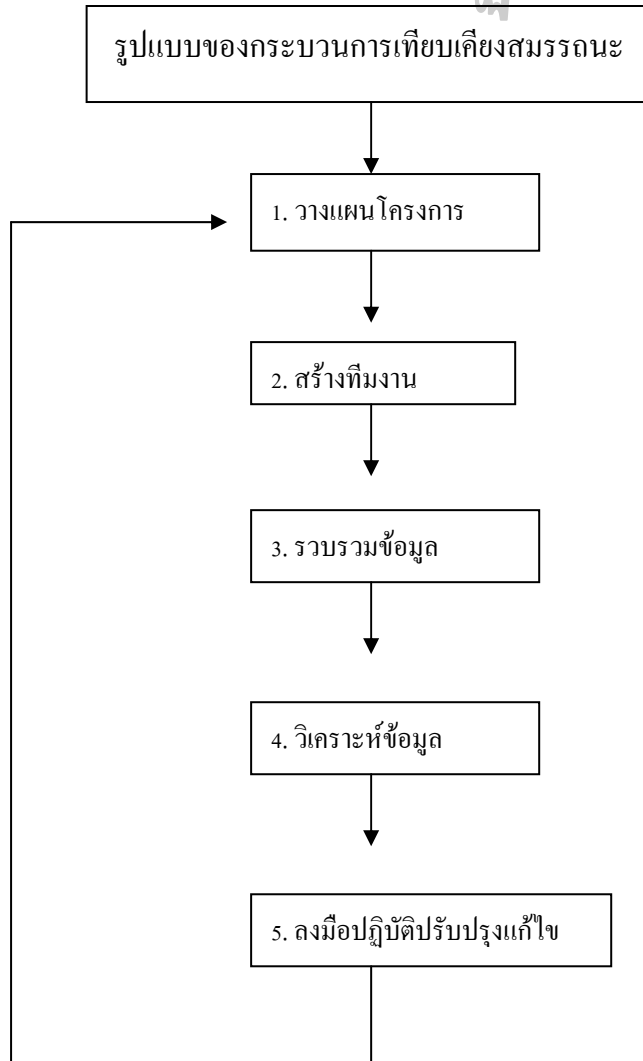 รูปแบบของกระบวนการเทียบเคียงสมรรถนะ
1. วางแผนโครงการ
2. สร้างทีมงาน
3. รวบรวมข้อมูล
4. วิเคราะห์ข้อมูล
5. ลงมือปฏิบัติปรับปรุงแก้ไข